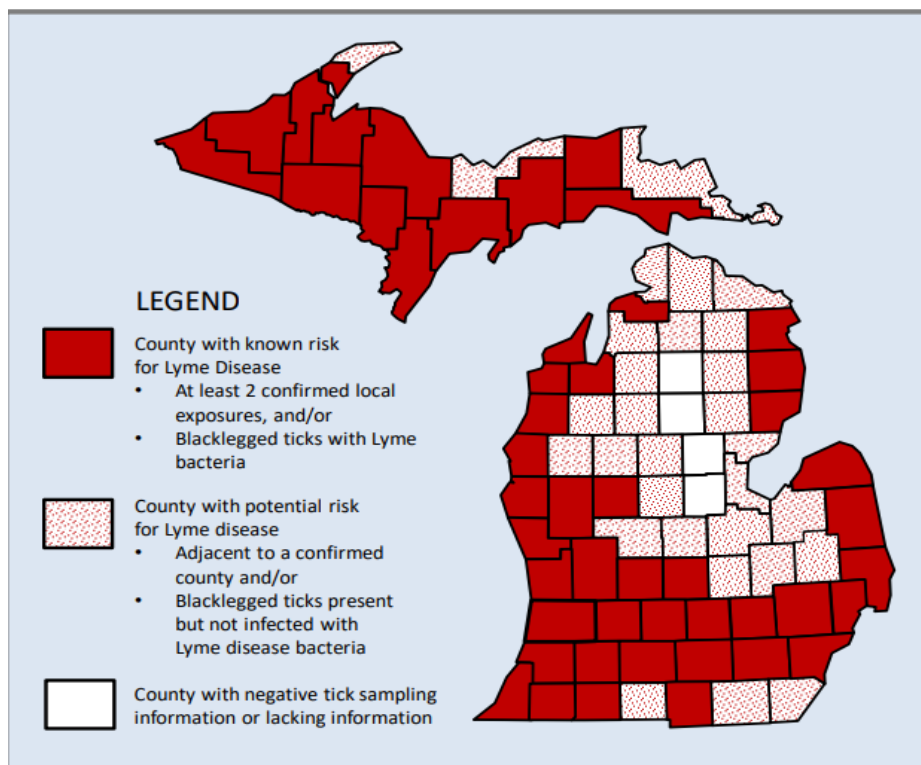 LEGEND
County with known risk
for Lyme Disease
• At least 2 confirmed local
exposures, and/or
• Blacklegged ticks with Lyme
bacteria
County with potential risk
for Lyme disease
• Adjacent to a confirmed
county and/or
• Blacklegged ticks present
but not infected with
Lyme disease bacteria
County with negative tick sampling
information or lacking information